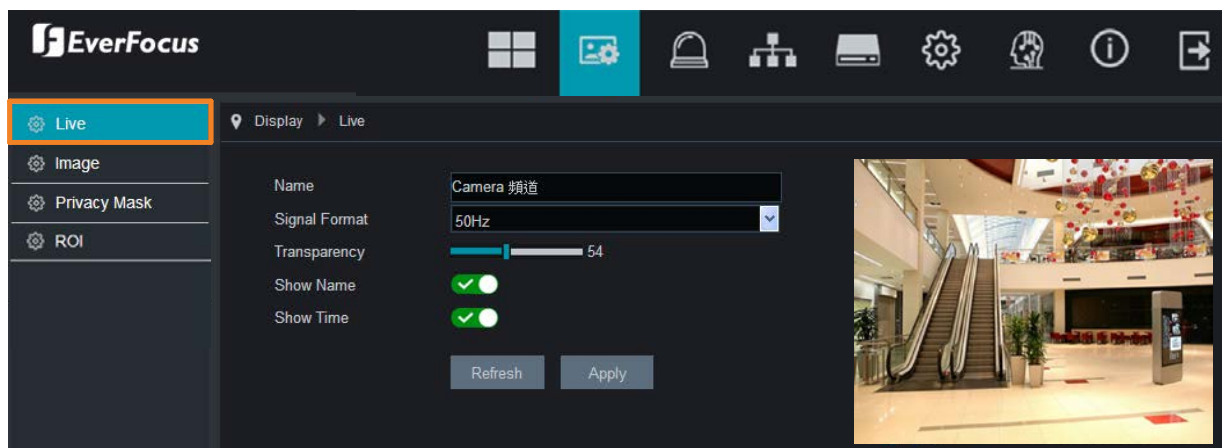 EverFocus
Live
Image
Privacy Mask
ROI
Display Live
Name Camera 頻道
Signal Format 50Hz
Transparency 54
Show Name
Show Time
Refresh Apply